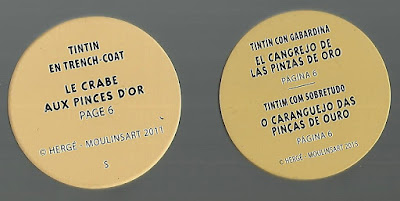 TINTIN
EN TRENCH-COAT
LE CRABE
AUX PINCES D'OR
PAGE 6
© HERGÉ - MOULINSART 2011
S
TINTIN CON GABARDINA
EL CANGREJO DE
LAS PINZAS DE ORO
PÁGINA 6
TINTIM COM SOBRETUDO
O CARANGUEJO DAS
PINÇAS DE OURO
PÁGINA 6
© HERGÉ - MOULINSART 2015